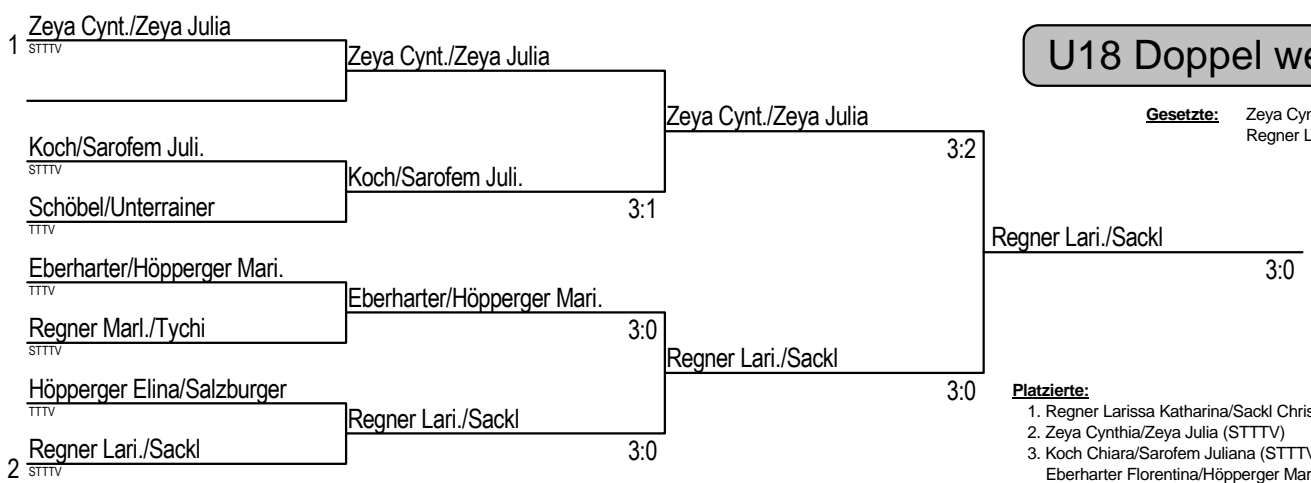 1 Zeya Cynt./Zeya Julia
STTTV
Zeya Cynt./Zeya Julia
Koch/Sarofem Juli.
STTTV
Schöbel/Unterrainer
TTTV
Koch/Sarofem Juli.
3:1
Zeya Cynt./Zeya Julia
3:2
Eberharter/Höpperger Mari.
TTTV
Regner Marl./Tychi
STTTV
Eberharter/Höpperger Mari.
3:0
Höpperger Elina/Salzburger
TTTV
2 Regner Lari./Sackl
STTTV
Regner Lari./Sackl
3:0
Regner Lari./Sackl
3:0
Regner Lari./Sackl
3:0
U18 Doppel we
Gesetzte: Zeya Cyn
Regner L
Platzierte:
1. Regner Larissa Katharina/Sackl Chris
2. Zeya Cynthia/Zeya Julia (STTTV)
3. Koch Chiara/Sarofem Juliana (STTTV
Eberharter Florentina/Höpperger Mar